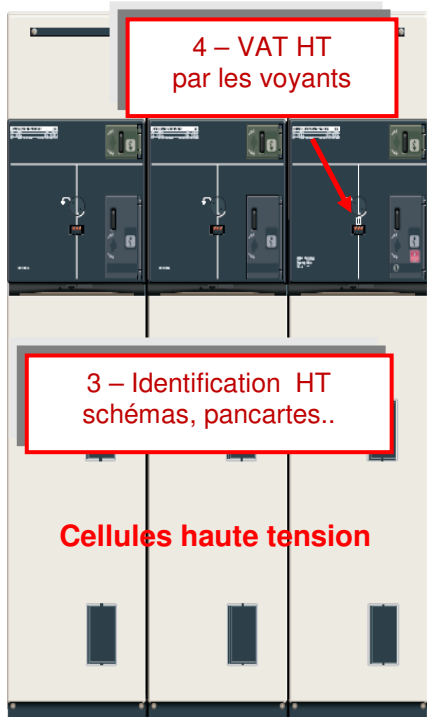 4 – VAT HT
par les voyants
3 – Identification HT
schémas, pancartes..
Cellules haute tension